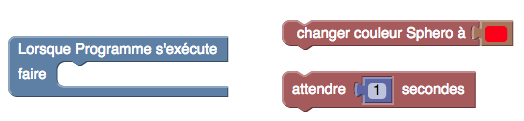 Lorsque Programme s'exécute
faire
changer couleur Sphero à
attendre 1 secondes